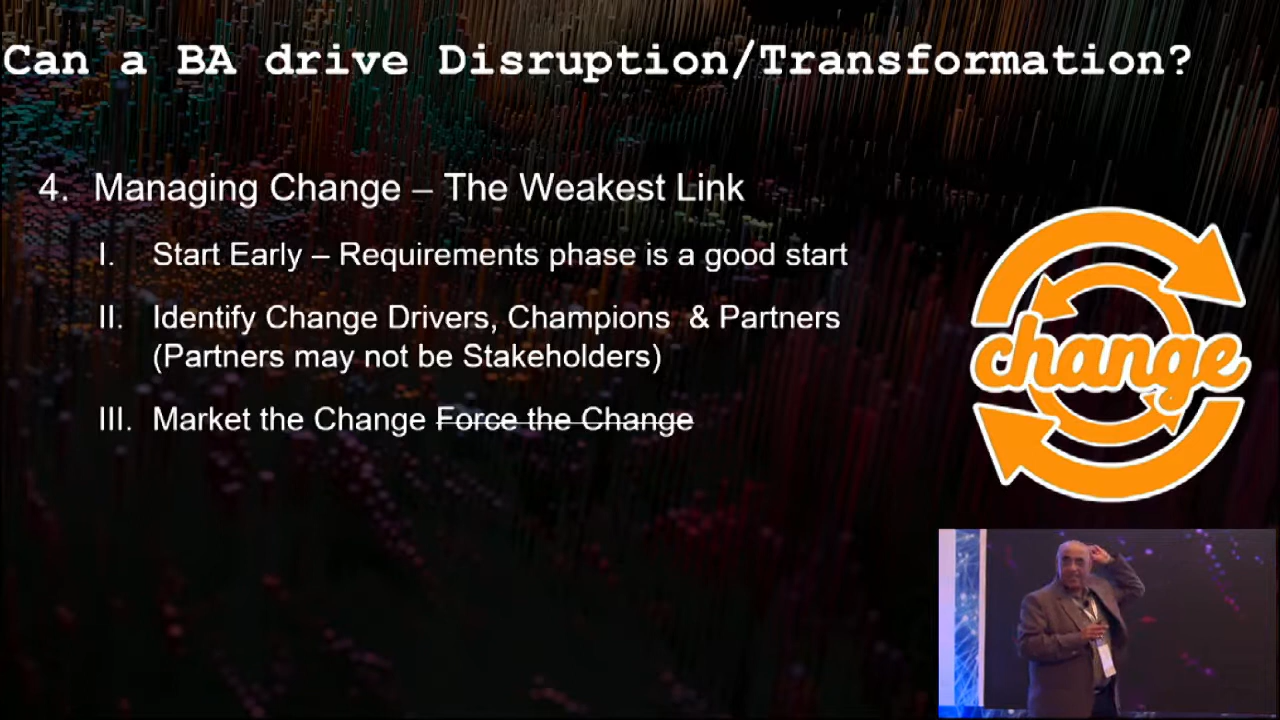 Can a BA drive Disruption/Transformation?
4. Managing Change – The Weakest Link
I. Start Early – Requirements phase is a good start
II. Identify Change Drivers, Champions & Partners
(Partners may not be Stakeholders)
III. Market the Change Force the Change
change